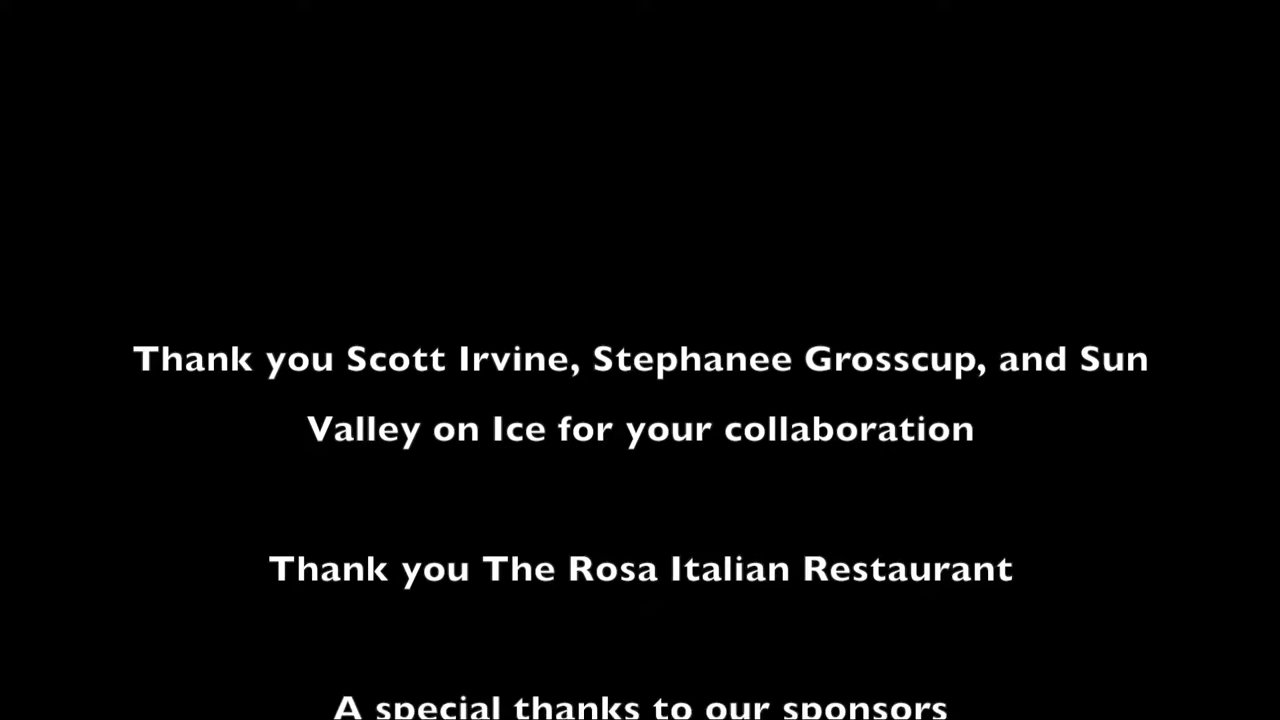 Thank you Scott Irvine, Stephanee Grosscup, and Sun
Valley on Ice for your collaboration
Thank you The Rosa Italian Restaurant
A special thanks to our sponsors